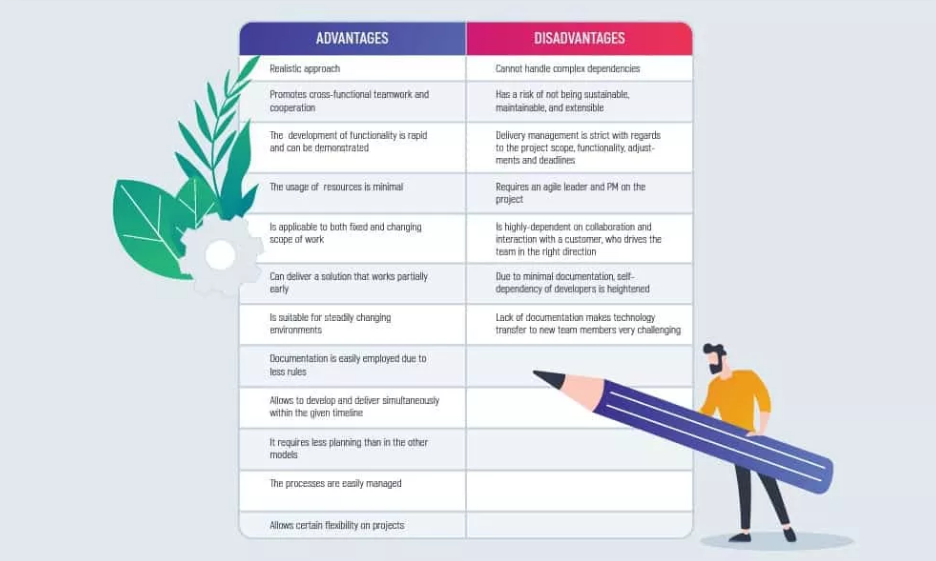 ADVANTAGES
DISADVANTAGES
Realistic approach
Cannot handle complex dependencies
Promotes cross-functional teamwork and
cooperation
Has a risk of not being sustainable,
maintainable, and extensible
The development of functionality is rapid
and can be demonstrated
Delivery management is strict with regards
to the project scope, functionality, adjust-
ments and deadlines
The usage of resources is minimal
Requires an agile leader and PM on the
project
Is applicable to both fixed and changing
scope of work
Is highly-dependent on collaboration and
interaction with a customer, who drives the
team in the right direction
Can deliver a solution that works partially
early
Due to minimal documentation, self-
dependency of developers is heightened
Is suitable for steadily changing
environments
Lack of documentation makes technology
transfer to new team members very challenging
Documentation is easily employed due to
less rules
Allows to develop and deliver simultaneously
within the given timeline
It requires less planning than in the other
models
The processes are easily managed
Allows certain flexibility on projects